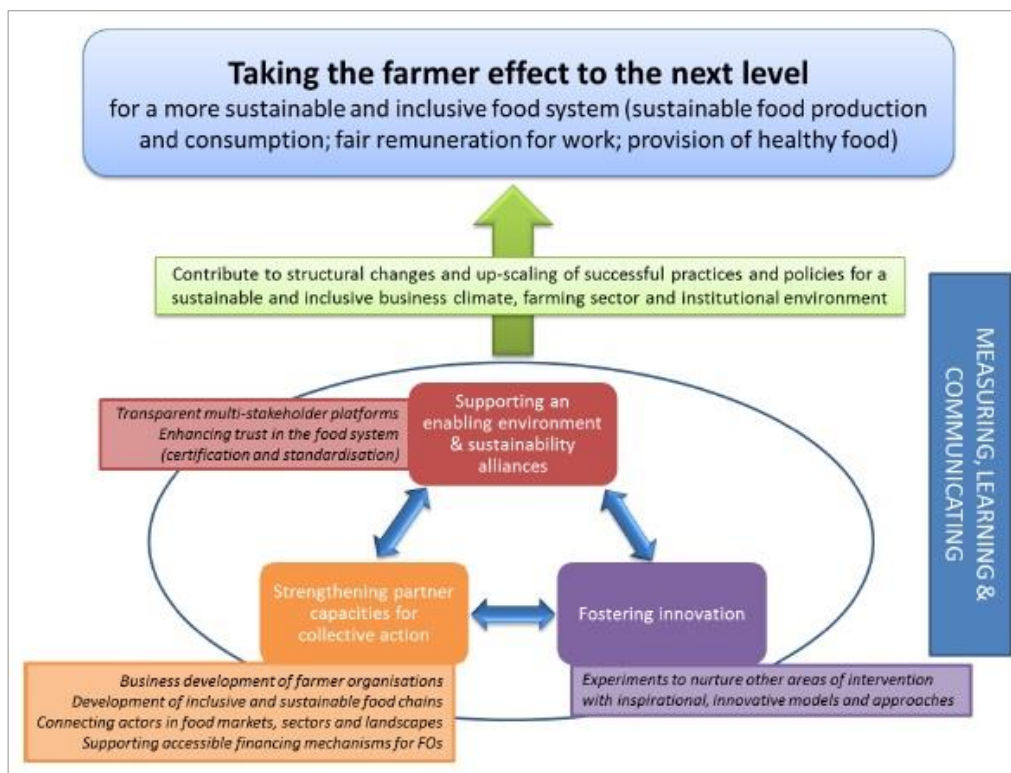 Taking the farmer effect to the next level
for a more sustainable and inclusive food system (sustainable food production
and consumption; fair remuneration for work; provision of healthy food)
Contribute to structural changes and up-scaling of successful practices and policies for a
sustainable and inclusive business climate, farming sector and institutional environment
MEASURING, LEARNING &
COMMUNICATING
Transparent multi-stakeholder platforms
Enhancing trust in the food system
(certification and standardisation)
Supporting an
enabling environment
& sustainability
alliances
Strengthening partner
capacities for
collective action
Fostering innovation
Business development of farmer organisations
Development of inclusive and sustainable food chains
Connecting actors in food markets, sectors and landscapes
Supporting accessible financing mechanisms for FOs
Experiments to nurture other areas of intervention
with inspirational, innovative models and approaches